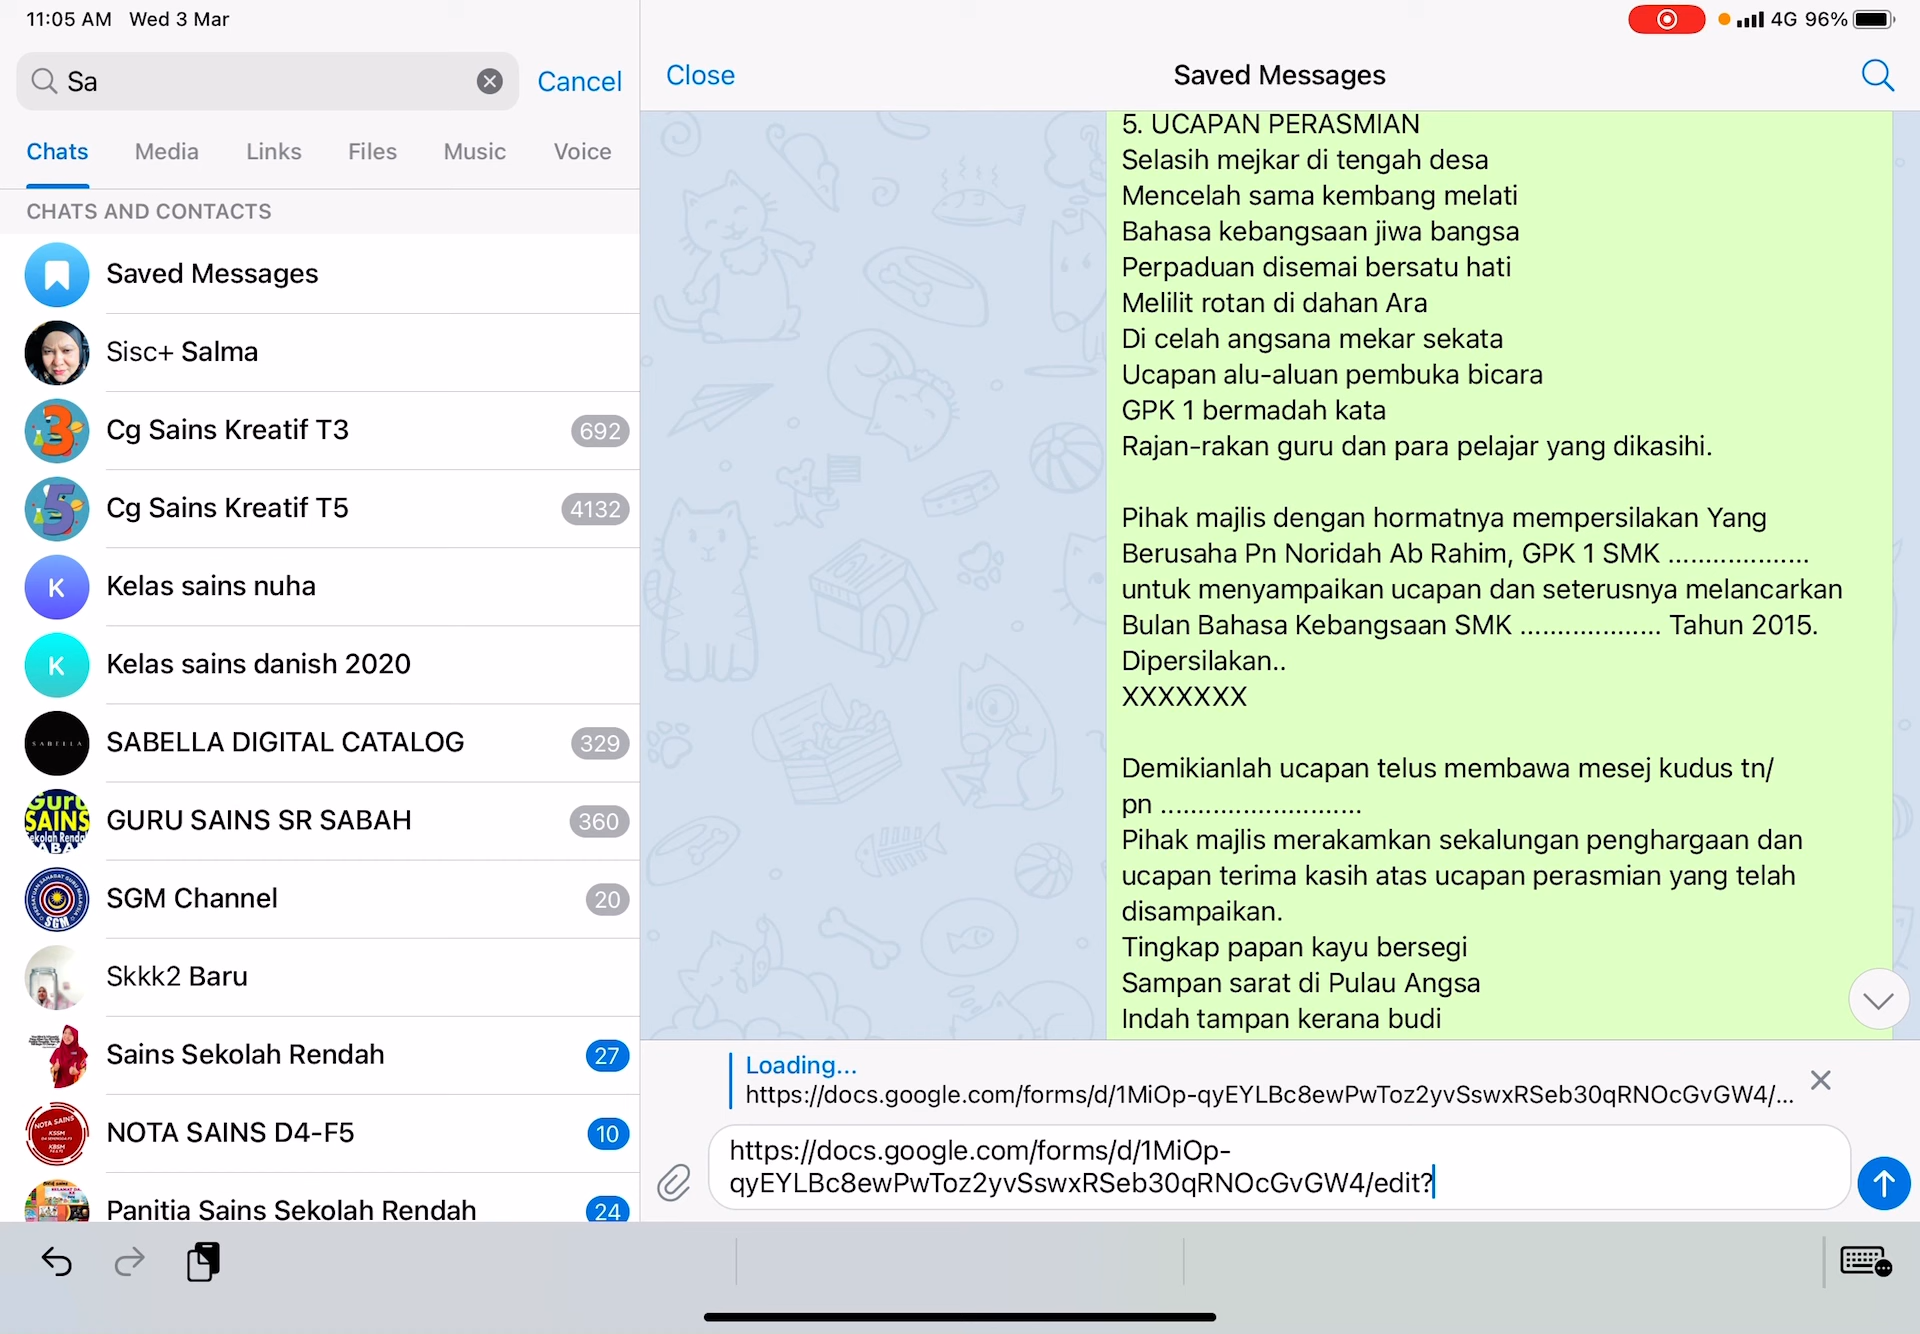 11:05 AM Wed 3 Mar
4G 96%
Sa
Cancel
Chats Media Links Files Music Voice
CHATS AND CONTACTS
Saved Messages
Sisc+ Salma
Cg Sains Kreatif T3
692
Cg Sains Kreatif T5
4132
K
Kelas sains nuha
K
Kelas sains danish 2020
SABELLA
SABELLA DIGITAL CATALOG
329
GURU SAINS SR SABAH
360
SGM
SGM Channel
20
Skkk2 Baru
Sains Sekolah Rendah
27
NOTA SAINS
NOTA SAINS D4-F5
10
Panitia Sains Sekolah Rendah
24
Close
Saved Messages
5. UCAPAN PERASMIAN
Selasih mejkar di tengah desa
Mencelah sama kembang melati
Bahasa kebangsaan jiwa bangsa
Perpaduan disemai bersatu hati
Melilit rotan di dahan Ara
Di celah angsana mekar sekata
Ucapan alu-aluan pembuka bicara
GPK 1 bermadah kata
Rajan-rakan guru dan para pelajar yang dikasihi.
Pihak majlis dengan hormatnya mempersilakan Yang
Berusaha Pn Noridah Ab Rahim, GPK 1 SMK ...................
untuk menyampaikan ucapan dan seterusnya melancarkan
Bulan Bahasa Kebangsaan SMK ................... Tahun 2015.
Dipersilakan..
XXXXXXX
Demikianlah ucapan telus membawa mesej kudus tn/
pn ...........................
Pihak majlis merakamkan sekalungan penghargaan dan
ucapan terima kasih atas ucapan perasmian yang telah
disampaikan.
Tingkap papan kayu bersegi
Sampan sarat di Pulau Angsa
Indah tampan kerana budi
Loading...
https://docs.google.com/forms/d/1MiOp-qyEYLBc8ewPwToz2yvSswxRSeb30qRNOcGvGW4/...
https://docs.google.com/forms/d/1MiOp-
qyEYLBc8ewPwToz2yvSswxRSeb30qRNOcGvGW4/edit?